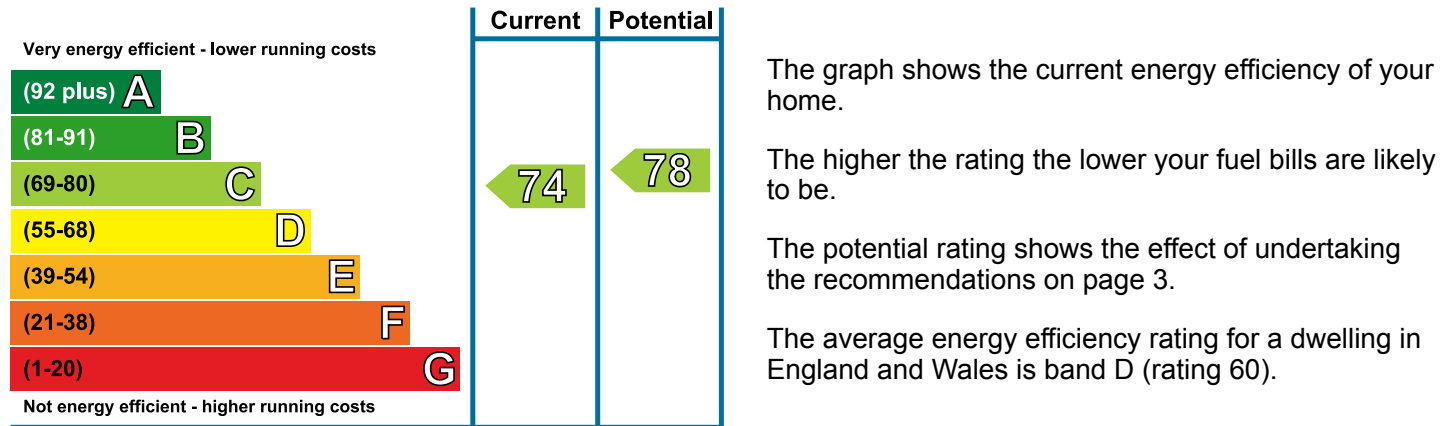 Current Potential
Very energy efficient - lower running costs
(92 plus) A
(81-91) B
(69-80) C
74
78
(55-68) D
(39-54) E
(21-38) F
(1-20) G
Not energy efficient - higher running costs
The graph shows the current energy efficiency of your
home.
The higher the rating the lower your fuel bills are likely
to be.
The potential rating shows the effect of undertaking
the recommendations on page 3.
The average energy efficiency rating for a dwelling in
England and Wales is band D (rating 60).